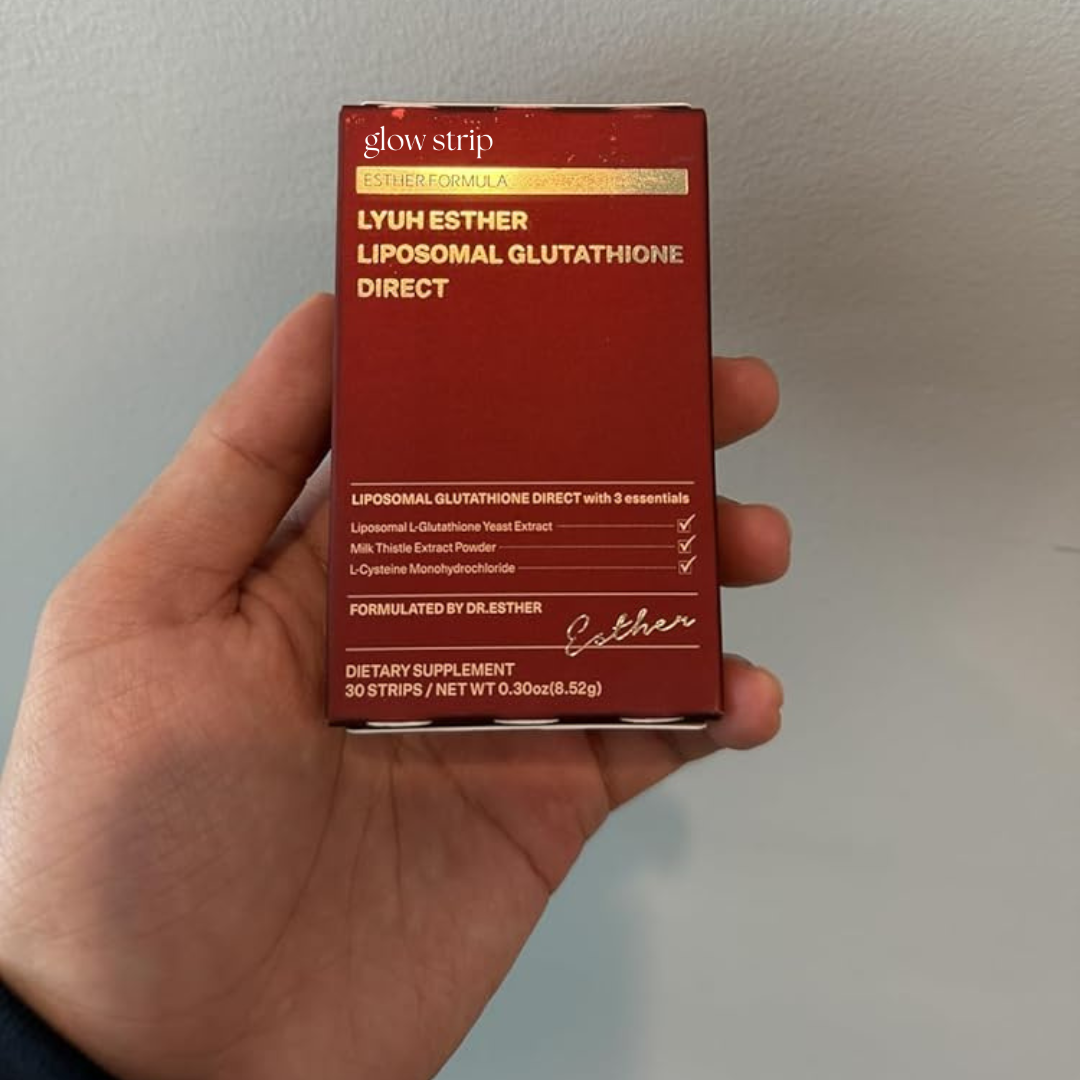 glow strip
ESTHER FORMULA
LYUH ESTHER
LIPOSOMAL GLUTATHIONE
DIRECT
LIPOSOMAL GLUTATHIONE DIRECT with 3 essentials
Liposomal L-Glutathione Yeast Extract
Milk Thistle Extract Powder
L-Cysteine Monohydrochloride
FORMULATED BY DR.ESTHER
Esther
DIETARY SUPPLEMENT
30 STRIPS / NET WT 0.30oz(8.52g)